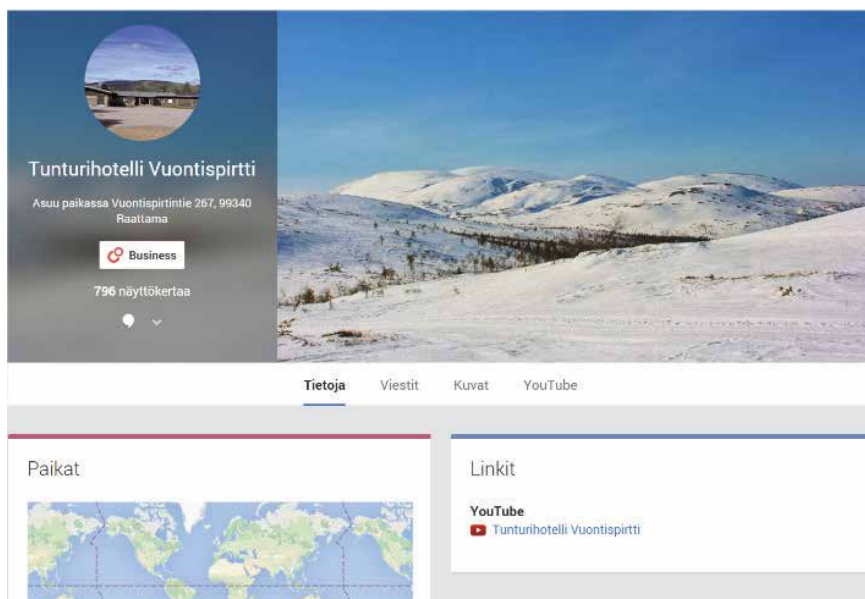 Tunturihotelli Vuontispirtti
Asuu paikassa Vuontispirtintie 267, 99340
Raattama
Business
796 näyttökertaa
Tietoja Viestit Kuvat YouTube
Paikat
Linkit
YouTube
Tunturihotelli Vuontispirtti